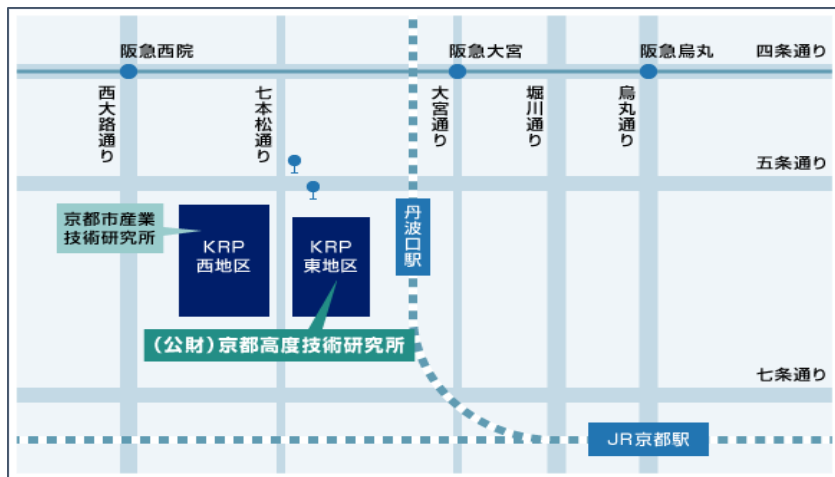 阪急西院
阪急大宮
阪急烏丸
四条通り
西大路通り
七本松通り
大宮通り
堀川通り
烏丸通り
五条通り
京都市産業
技術研究所
KRP
西地区
KRP
東地区
丹波口駅
(公財)京都高度技術研究所
七条通り
JR京都駅